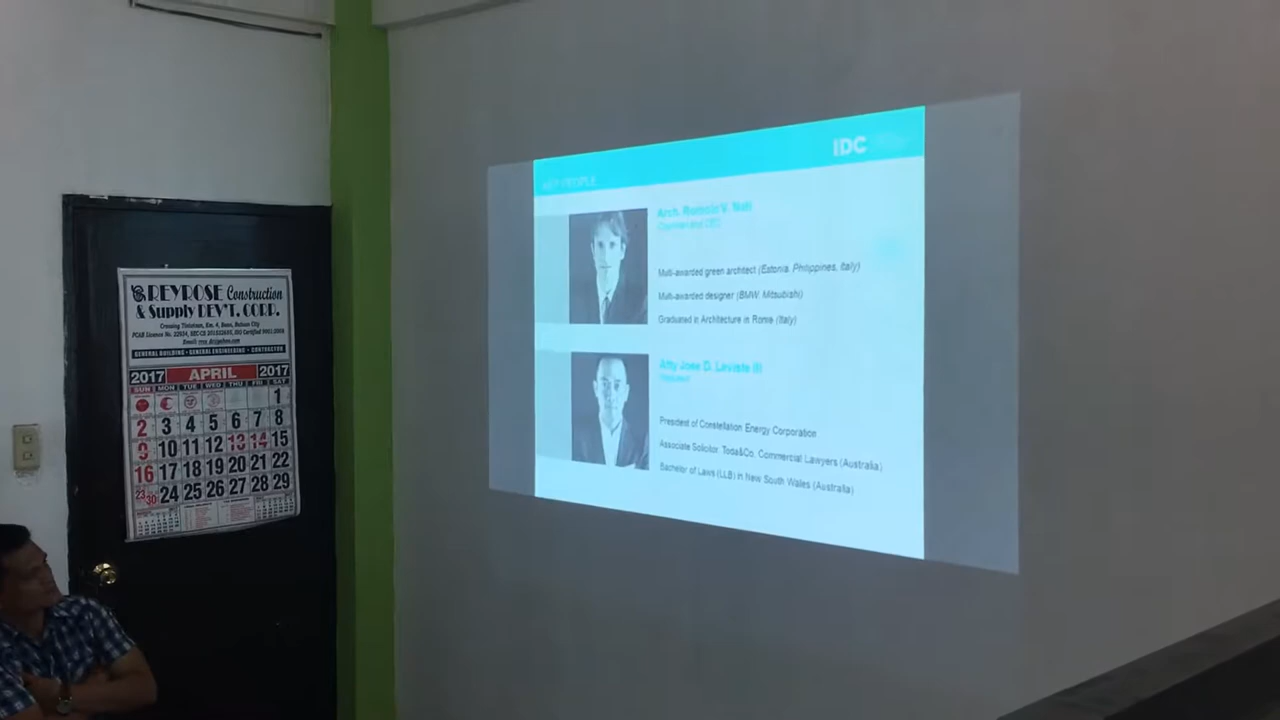 REYROSE Construction
& Supply DEV'T. CORP.
GENERAL BUILDING • GENERAL ENGINEERING • CONTRACTOR
2017 APRIL 2017
SUN MON TUE WED THU FRI SAT
1
2 3 4 5 6 7 8
9 10 11 12 13 14 15
16 17 18 19 20 21 22
23 30 24 25 26 27 28 29
IDC
KEY PEOPLE
Arch. Romolo V. Nati
Chairman and CEO
Multi-awarded green architect (Estonia, Philippines, Italy)
Multi-awarded designer (BMW, Mitsubishi)
Graduated in Architecture in Rome (Italy)
Atty Jose D. Leviste III
President
President of Constellation Energy Corporation
Associate Solicitor, Toda&Co, Commercial Lawyers (Australia)
Bachelor of Laws (LLB) in New South Wales (Australia)